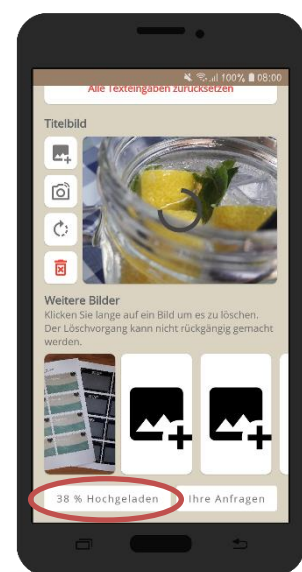 100% 08:00
Alle Texteingaben zurücksetzen
Titelbild
Weitere Bilder
Klicken Sie lange auf ein Bild um es zu löschen.
Der Löschvorgang kann nicht rückgängig gemacht
werden.
38 % Hochgeladen Ihre Anfragen